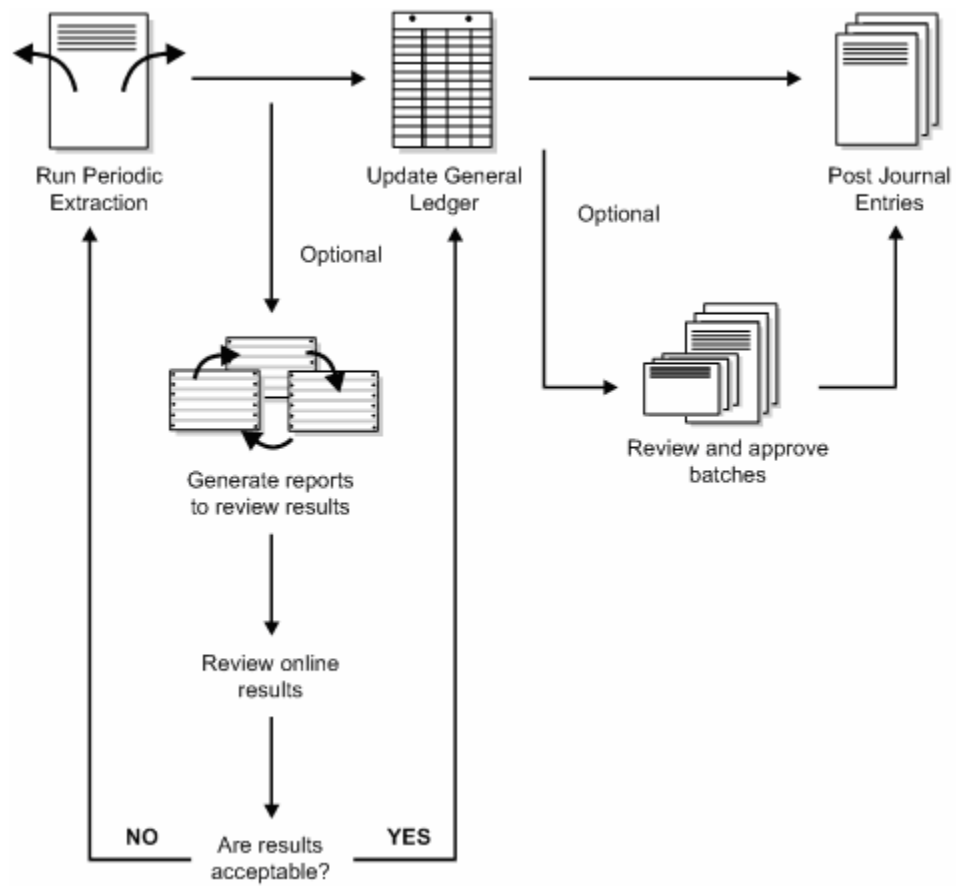 Run Periodic
Extraction
Update General
Ledger
Post Journal
Entries
Optional
Optional
Review and approve
batches
Generate reports
to review results
Review online
results
NO
YES
Are results
acceptable?